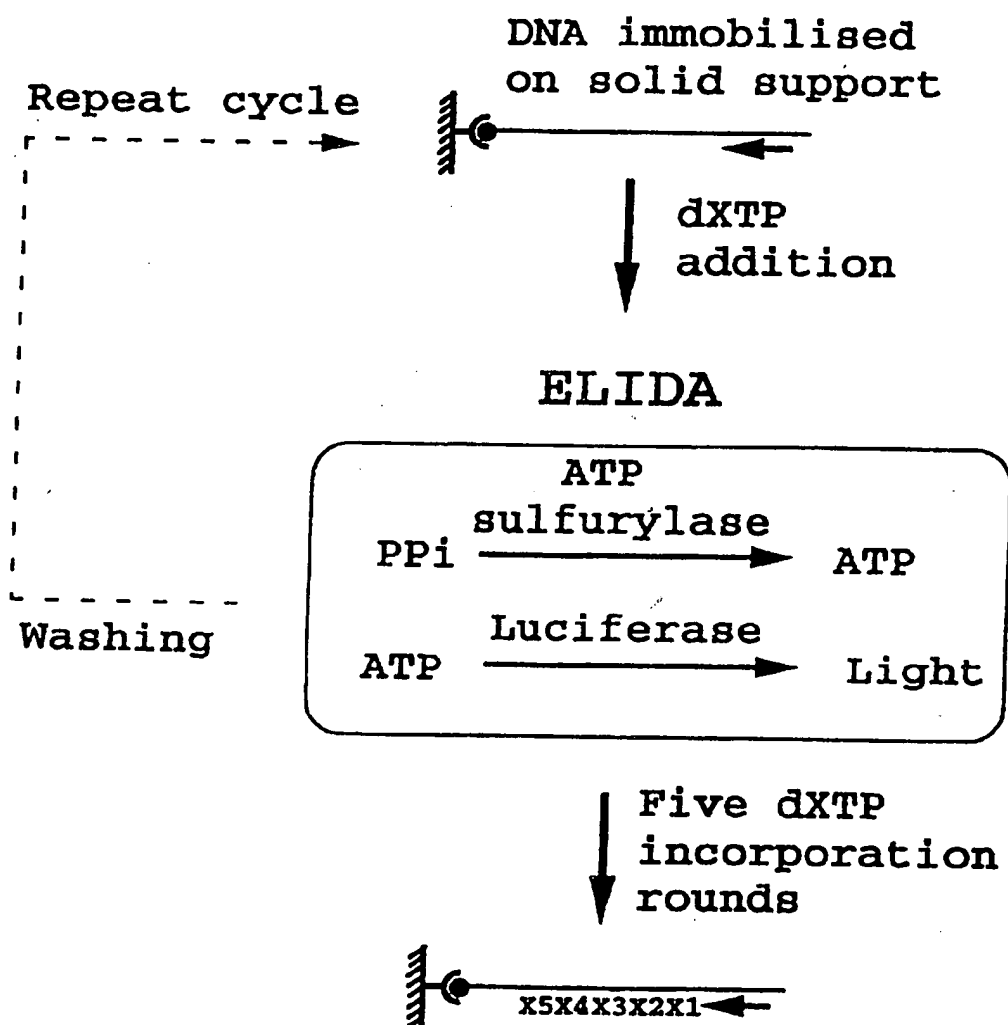 DNA immobilised
on solid support
Repeat cycle
dXTP
addition
ELIDA
ATP
sulfurylase
PPi
ATP
Washing
Luciferase
ATP
Light
Five dXTP
incorporation
rounds
X5X4X3X2X1